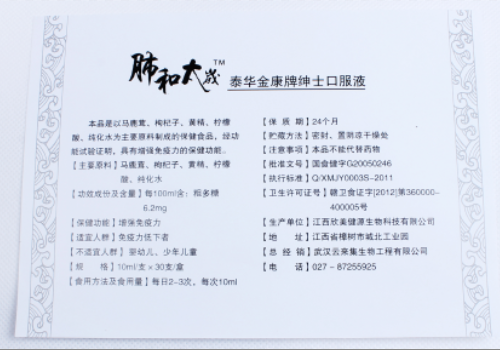 肺和太岁™ 泰华金康牌绅士口服液
本品是以马鹿茸、枸杞子、黄精、柠檬
酸、纯化水为主要原料制成的保健食品，经功
能试验证明，具有增强免疫力的保健功能。
【主要原料】马鹿茸、枸杞子、黄精、柠檬
酸、纯化水
【功效成份及含量】每100ml含：粗多糖
6.2mg
【保健功能】增强免疫力
【适宜人群】免疫力低下者
【不适宜人群】婴幼儿、少年儿童
【规 格】10ml/支×30支/盒
【食用方法及食用量】每日2-3次，每次10ml
【保 质 期】24个月
【贮藏方法】密封、置阴凉干燥处
【注意事项】本品不能代替药物
【批准文号】国食健字G20050246
【执行标准】Q/XMJY0003S-2011
【卫生许可证号】赣卫食证字[2012]第360000-
400005号
【生产单位】江西欣美健源生物科技有限公司
【地 址】江西省樟树市城北工业园
【总 经 销】武汉云来集生物工程有限公司
【电 话】027-87255925